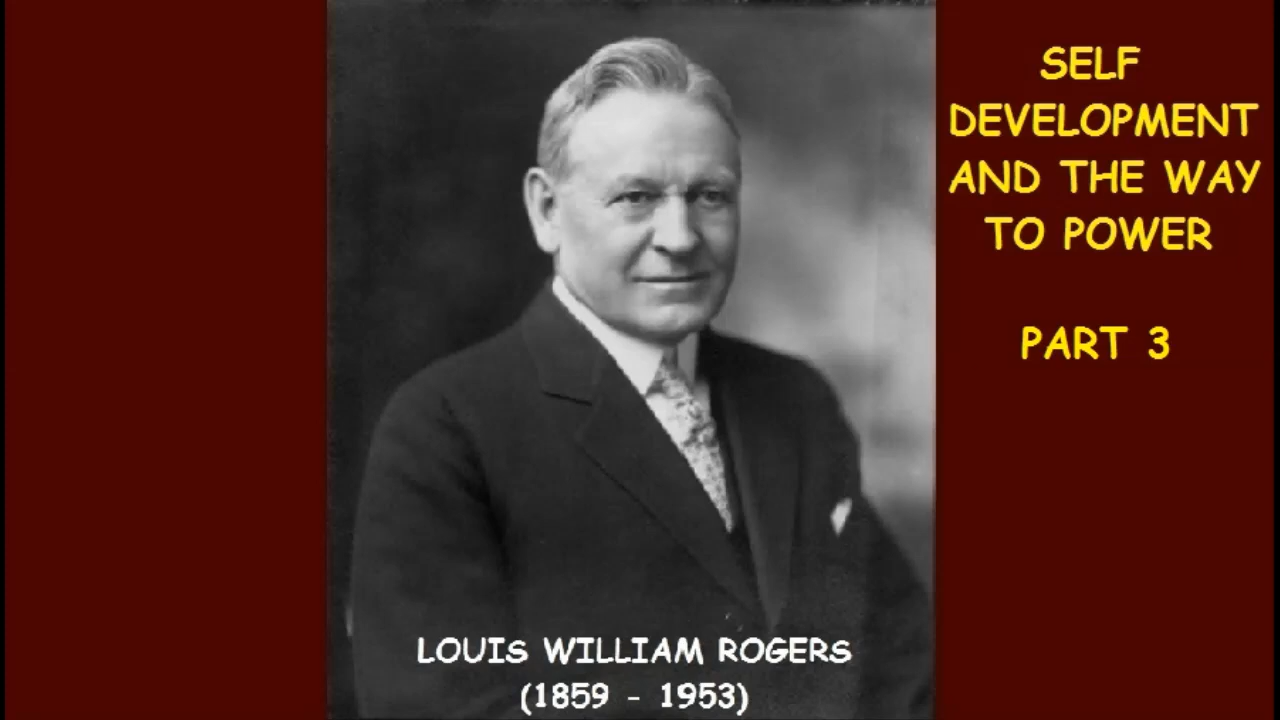 SELF
DEVELOPMENT
AND THE WAY
TO POWER
PART 3
LOUIS WILLIAM ROGERS
(1859 - 1953)